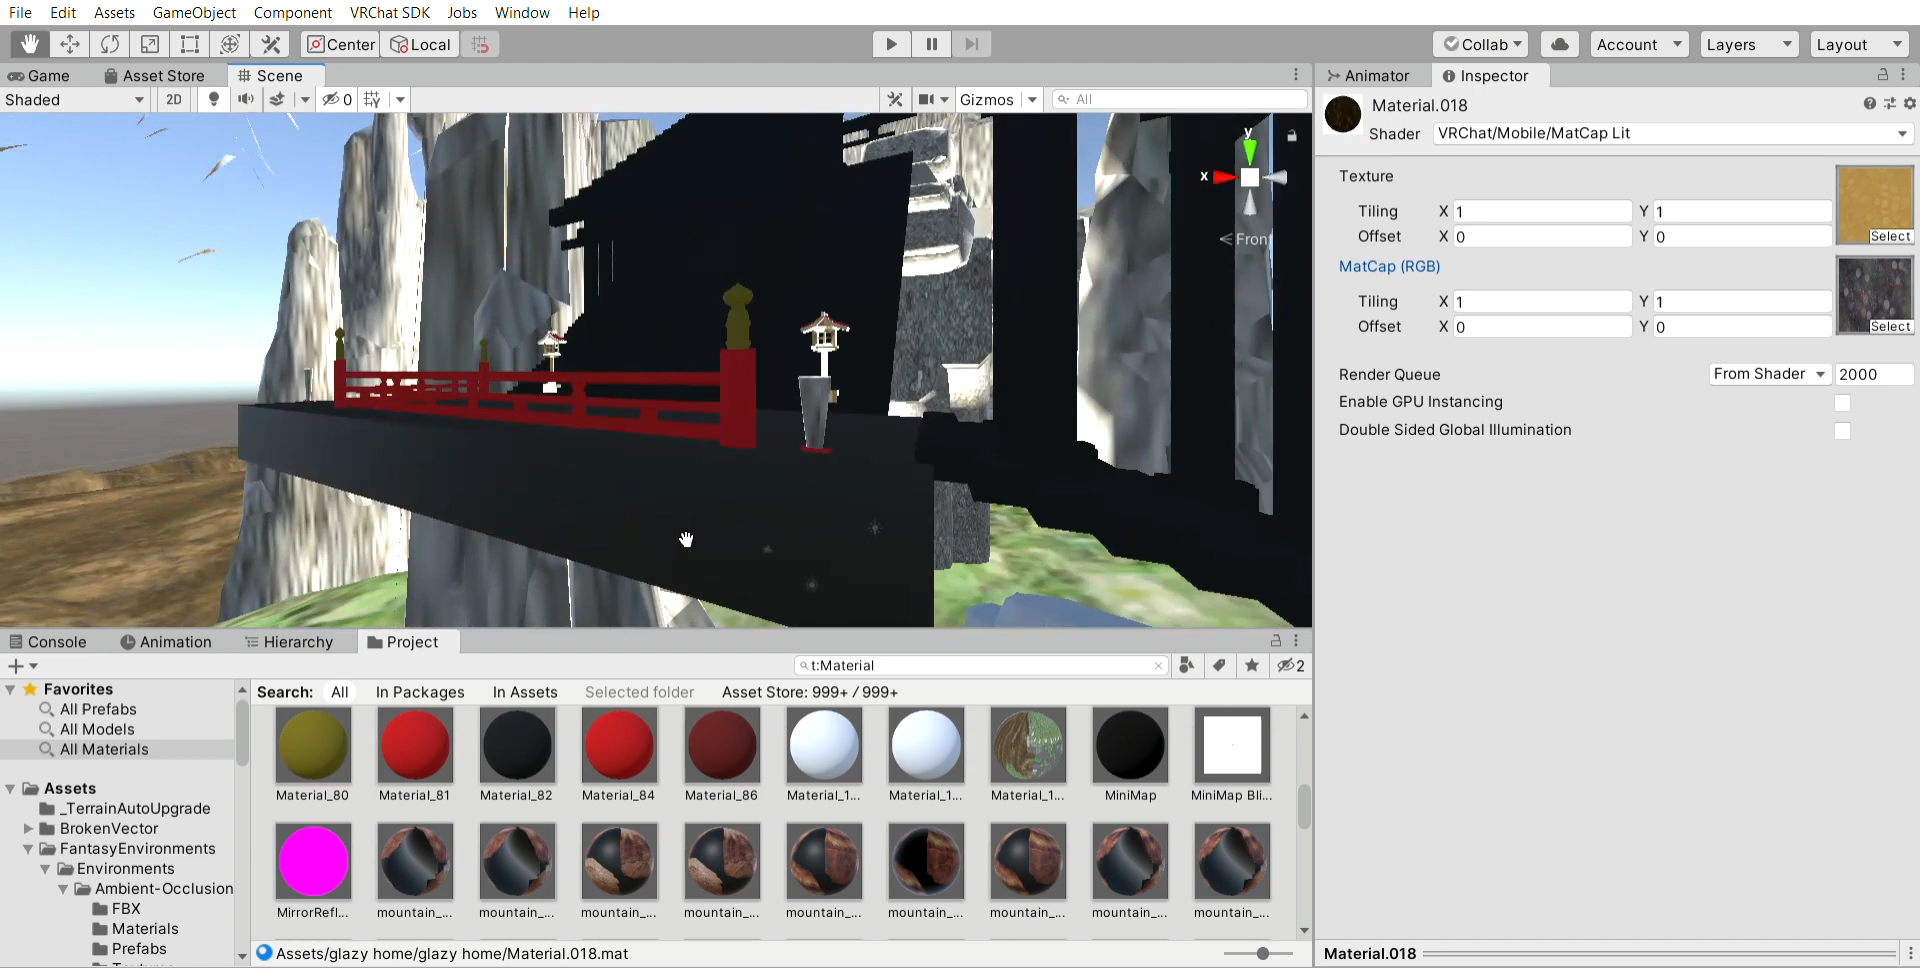 File Edit Assets GameObject Component VRChat SDK Jobs Window Help
Center Local Collab Account Layers Layout
Game Asset Store Scene Animator Inspector
Shaded 2D 0 Gizmos All
Material.018
Shader VRChat/Mobile/MatCap Lit
y
x
Front
Texture
Tiling X 1 Y 1
Offset X 0 Y 0
Select
MatCap (RGB)
Tiling X 1 Y 1
Offset X 0 Y 0
Select
Render Queue From Shader 2000
Enable GPU Instancing
Double Sided Global Illumination
Console Animation Hierarchy Project
t:Material 2
Favorites
All Prefabs
All Models
All Materials
Assets
_TerrainAutoUpgrade
BrokenVector
FantasyEnvironments
Environments
Ambient-Occlusion
FBX
Materials
Prefabs
Search: All In Packages In Assets Selected folder Asset Store: 999+ / 999+
Material_80 Material_81 Material_82 Material_84 Material_86 Material_1... Material_1... Material_1... MiniMap MiniMap Bli...
MirrorRefl... mountain_... mountain_... mountain_... mountain_... mountain_... mountain_... mountain_... mountain_... mountain_...
Assets/glazy home/glazy home/Material.018.mat
Material.018